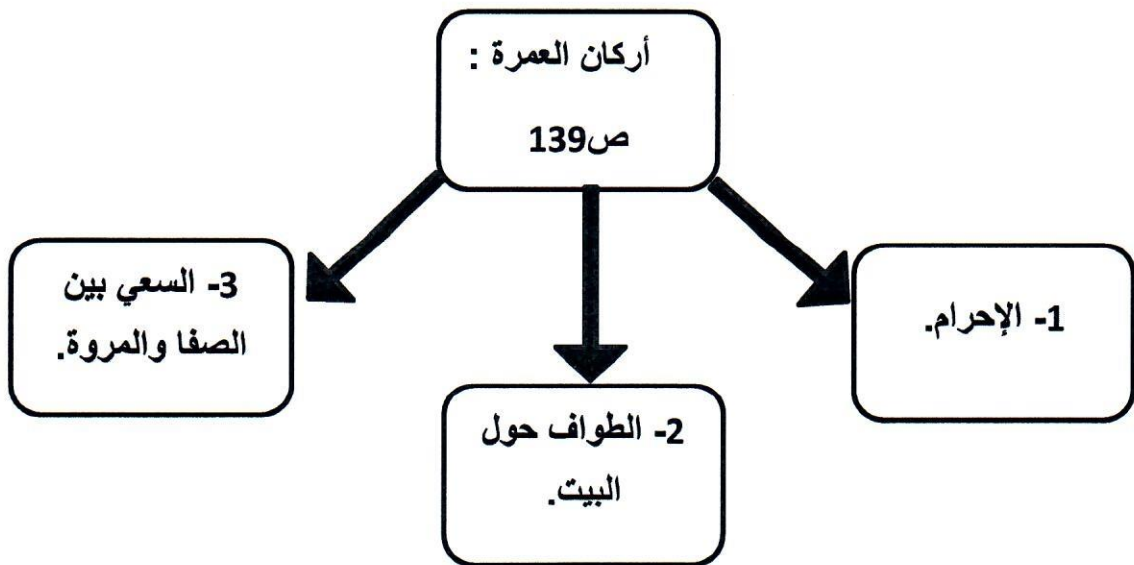 أركان العمرة :
ص139
1- الإحرام.
2- الطواف حول
البيت.
3- السعي بين
الصفا والمروة.